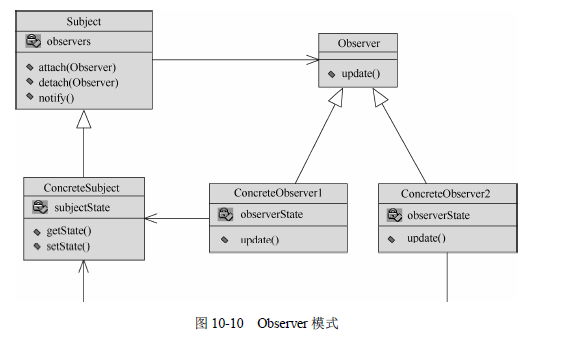 Subject
observers
attach(Observer)
detach(Observer)
notify()
Observer
update()
ConcreteSubject
subjectState
getState()
setState()
ConcreteObserver1
observerState
update()
ConcreteObserver2
observerState
update()
图 10-10 Observer 模式